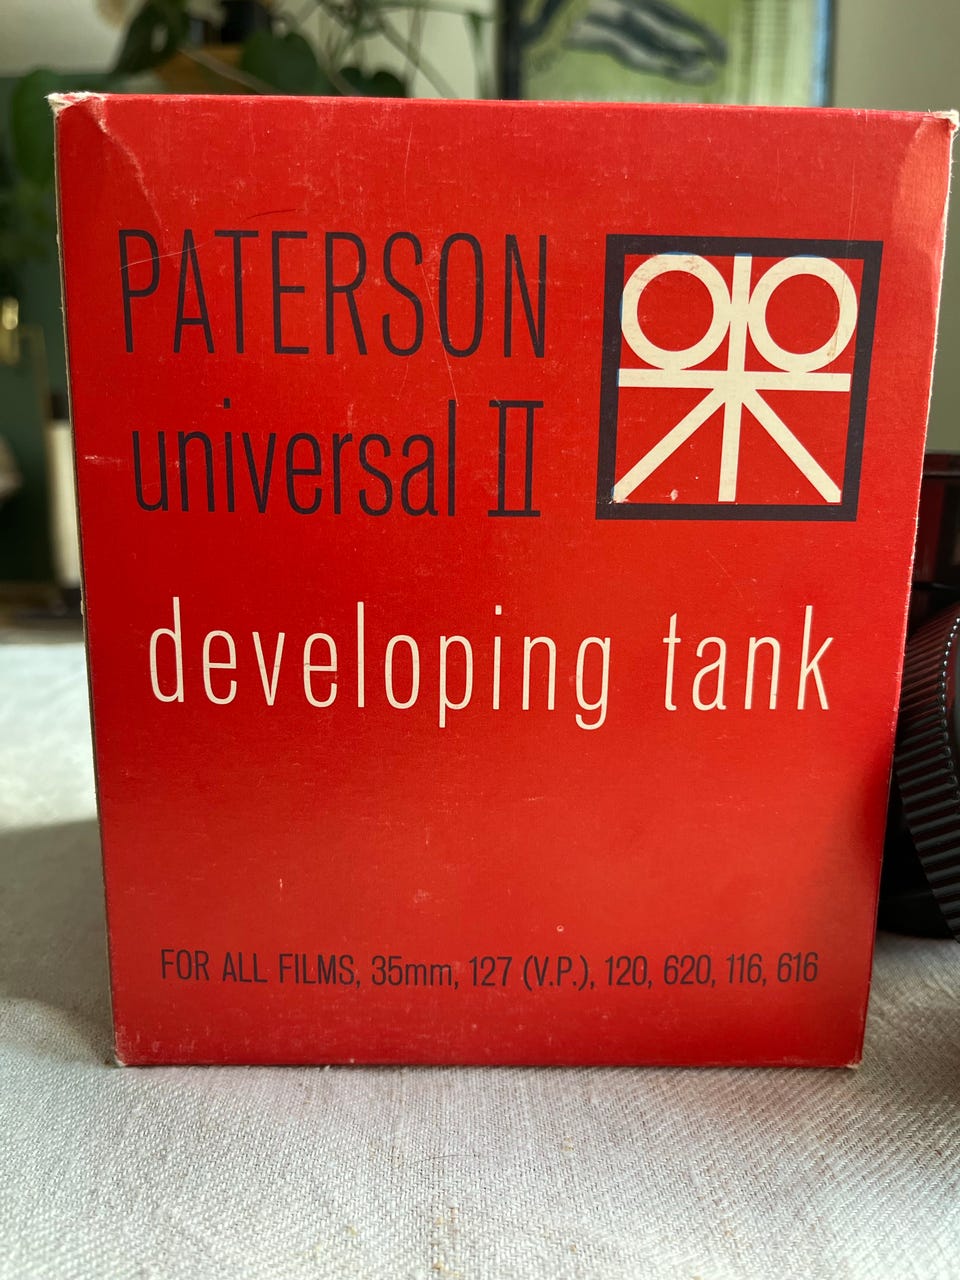 PATERSON
universal II
developing tank
FOR ALL FILMS, 35mm, 127 (V.P.), 120, 620, 116, 616